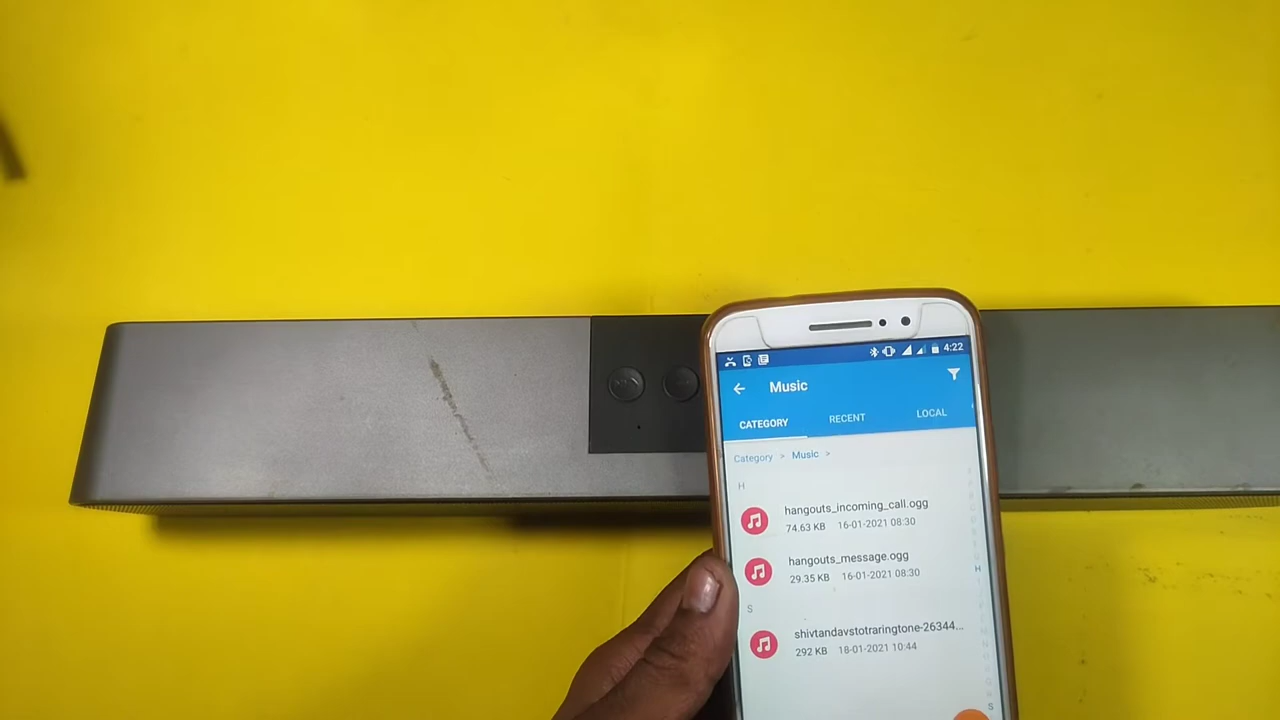 4:22
Music
CATEGORY RECENT LOCAL
Category > Music >
H
hangouts_incoming_call.ogg
74.63 KB 16-01-2021 08:30
hangouts_message.ogg
29.35 KB 16-01-2021 08:30
S
shivtandavstotraringtone-26344...
292 KB 18-01-2021 10:44
H
S